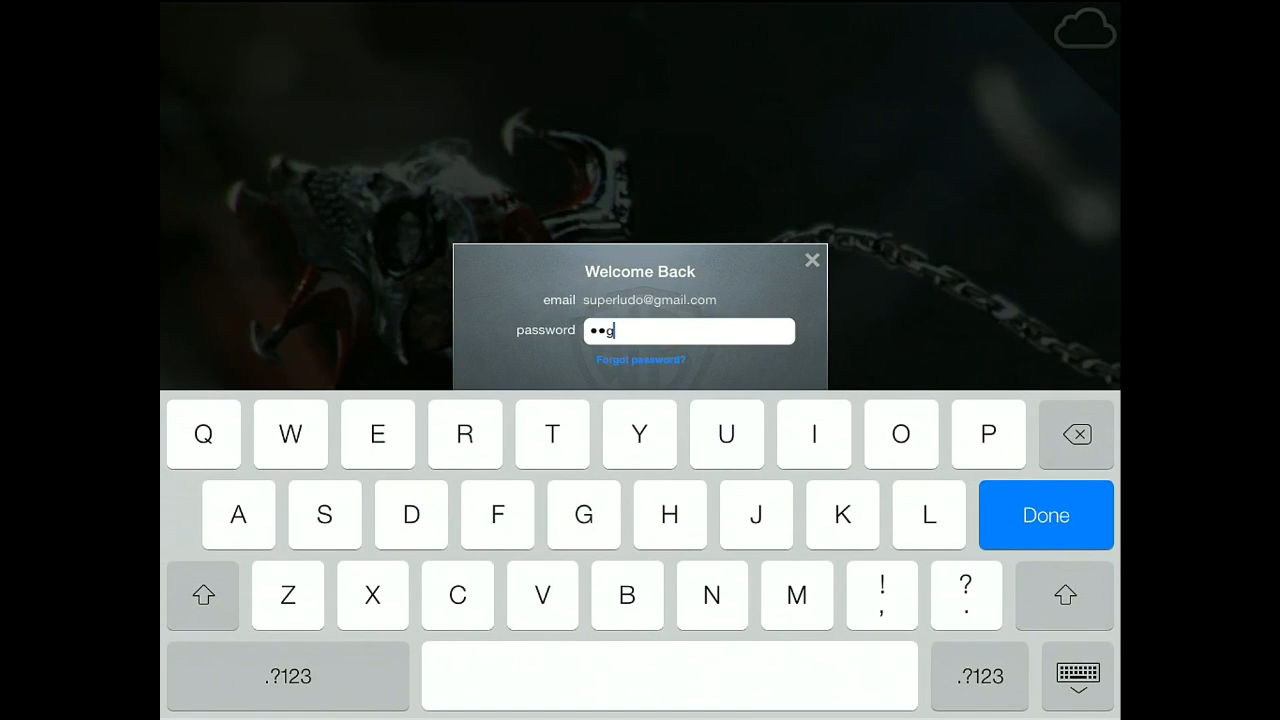 Welcome Back
email superludo@gmail.com
password ••g
Forgot password?
Q W E R T Y U I O P
A S D F G H J K L Done
Z X C V B N M ! , ? .
.?123 .?123